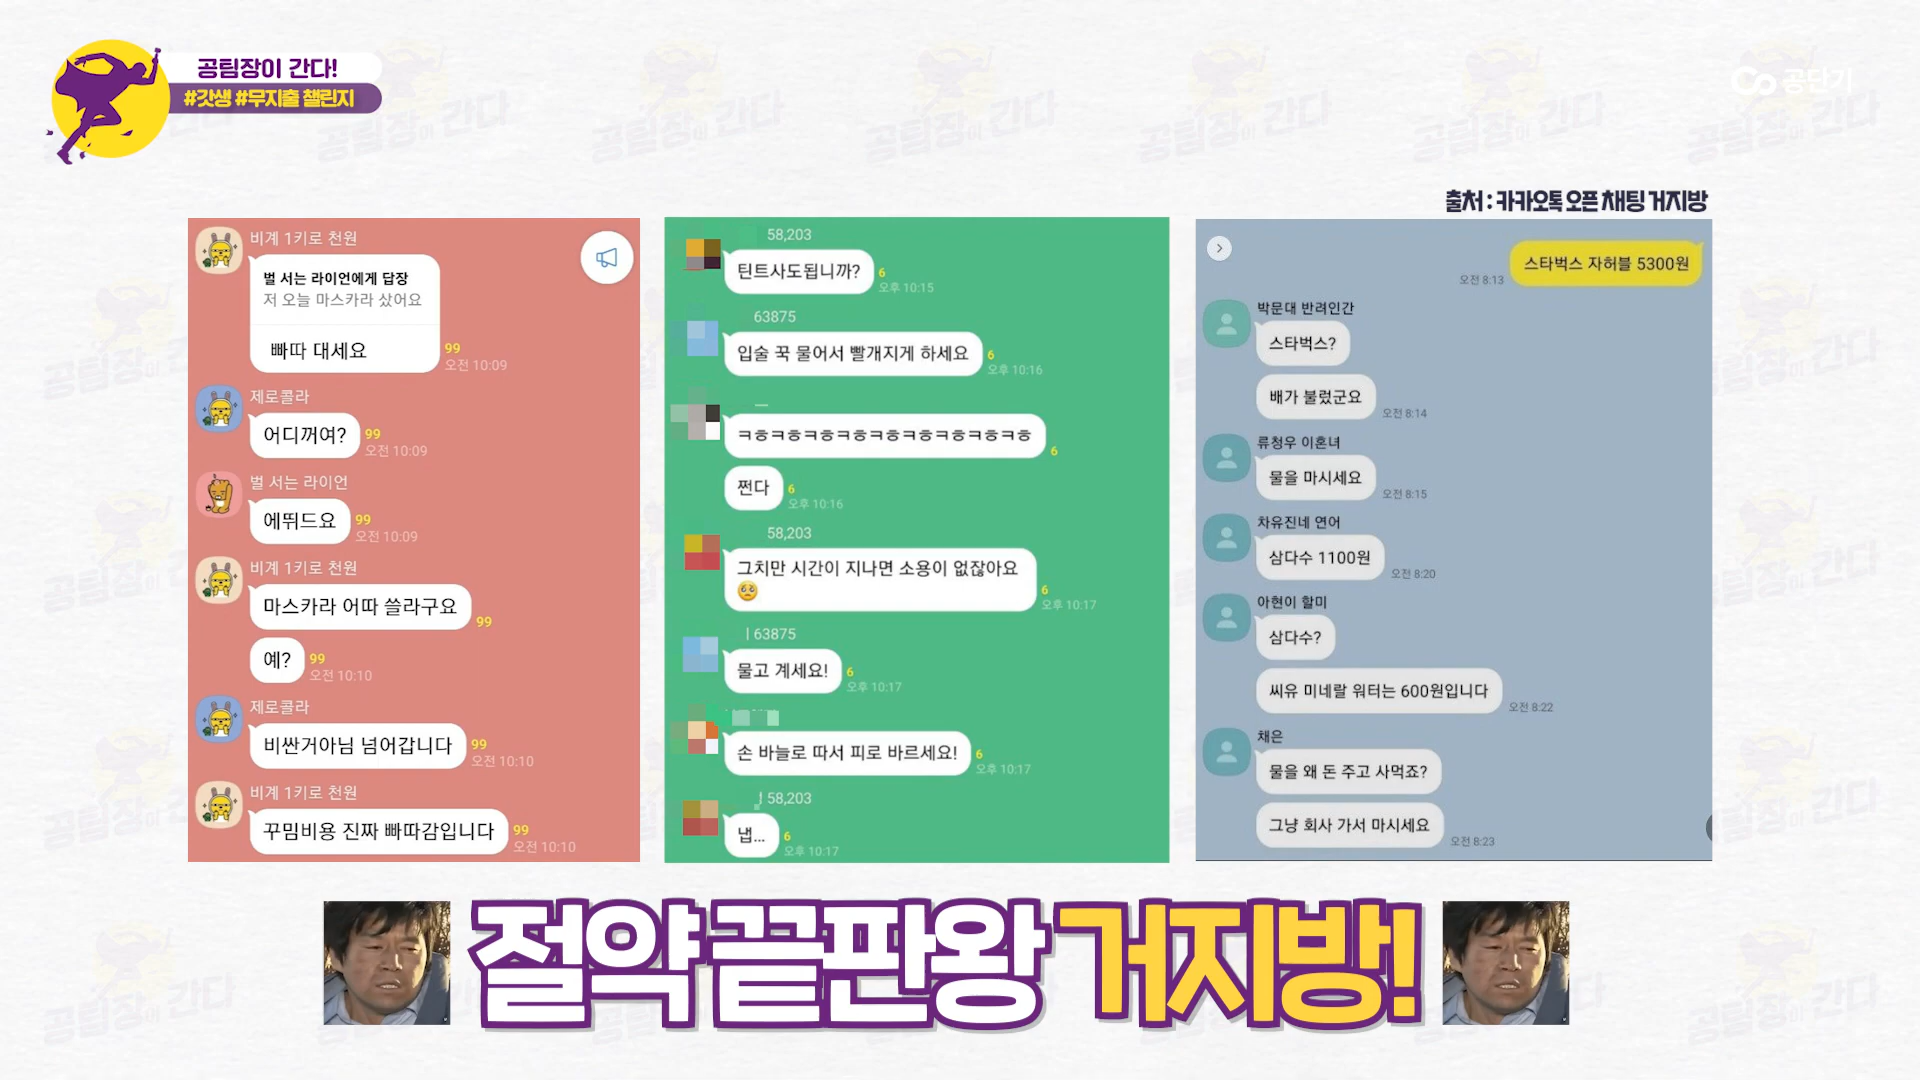 공팀장이 간다!
#갓생 #무지출 챌린지
공단기
출처 : 카카오톡 오픈 채팅 거지방
비계 1키로 천원
벌 서는 라이언에게 답장
저 오늘 마스카라 샀어요
빠따 대세요
99
오전 10:09
제로콜라
어디꺼여?
99
오전 10:09
벌 서는 라이언
에뛰드요
99
오전 10:09
비계 1키로 천원
마스카라 어따 쓸라구요
99
예?
99
오전 10:10
제로콜라
비싼거아님 넘어갑니다
99
오전 10:10
비계 1키로 천원
꾸밈비용 진짜 빠따감입니다
99
오전 10:10
58,203
틴트사도됩니까?
6
오후 10:15
63875
입술 꾹 물어서 빨개지게 하세요
6
오후 10:16
ㅋㅎㅋㅎㅋㅎㅋㅎㅋㅎㅋㅎㅋㅎㅋㅎㅋㅎ
6
쩐다
6
오후 10:16
58,203
그치만 시간이 지나면 소용이 없잖아요
🥺
6
오후 10:17
63875
물고 계세요!
6
오후 10:17
손 바늘로 따서 피로 바르세요!
6
오후 10:17
58,203
넵...
6
오후 10:17
스타벅스 자허블 5300원
오전 8:13
박문대 반려인간
스타벅스?
배가 불렀군요
오전 8:14
류청우 이혼녀
물을 마시세요
오전 8:15
차유진네 연어
삼다수 1100원
오전 8:20
아현이 할미
삼다수?
씨유 미네랄 워터는 600원입니다
오전 8:22
채은
물을 왜 돈 주고 사먹죠?
그냥 회사 가서 마시세요
오전 8:23
절약 끝판왕 거지방!